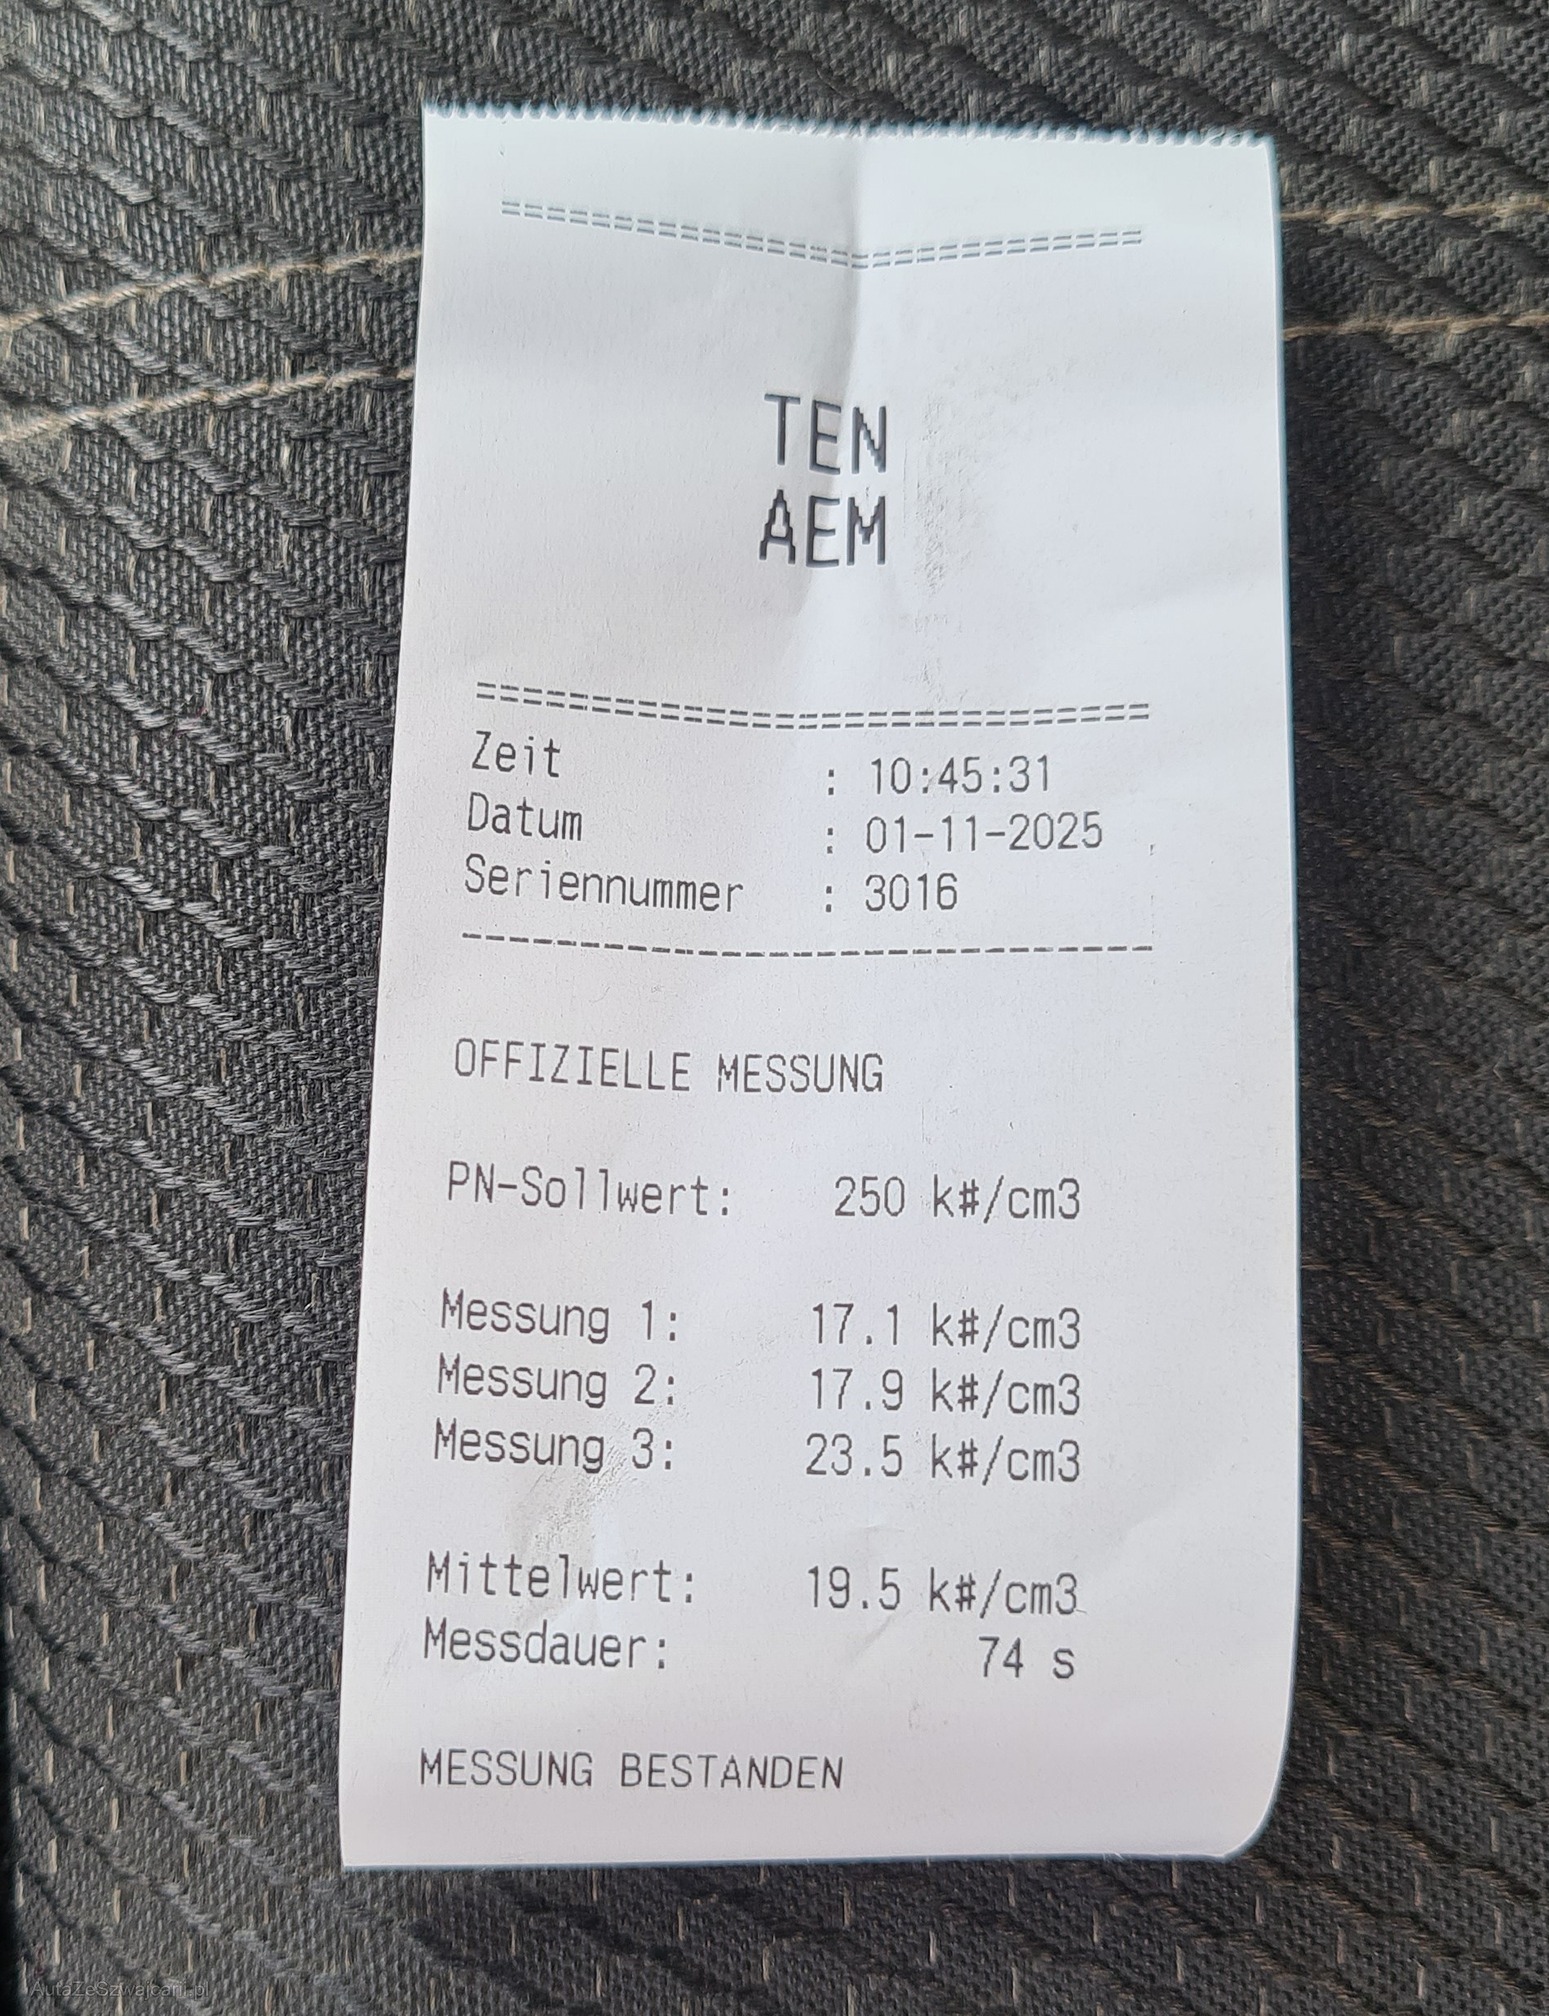 ===========================
TEN
AEM
=============================
Zeit : 10:45:31
Datum : 01-11-2025
Seriennummer : 3016
------------------------------
OFFIZIELLE MESSUNG
PN-Sollwert: 250 k#/cm3
Messung 1: 17.1 k#/cm3
Messung 2: 17.9 k#/cm3
Messung 3: 23.5 k#/cm3
Mittelwert: 19.5 k#/cm3
Messdauer: 74 s
MESSUNG BESTANDEN
AutaZeSzwajcarii.pl